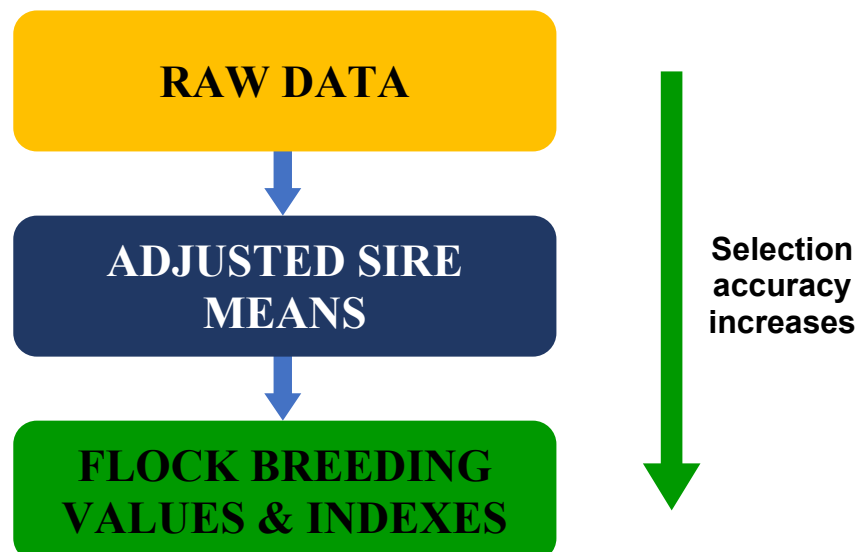 RAW DATA
ADJUSTED SIRE
MEANS
FLOCK BREEDING
VALUES & INDEXES
Selection
accuracy
increases